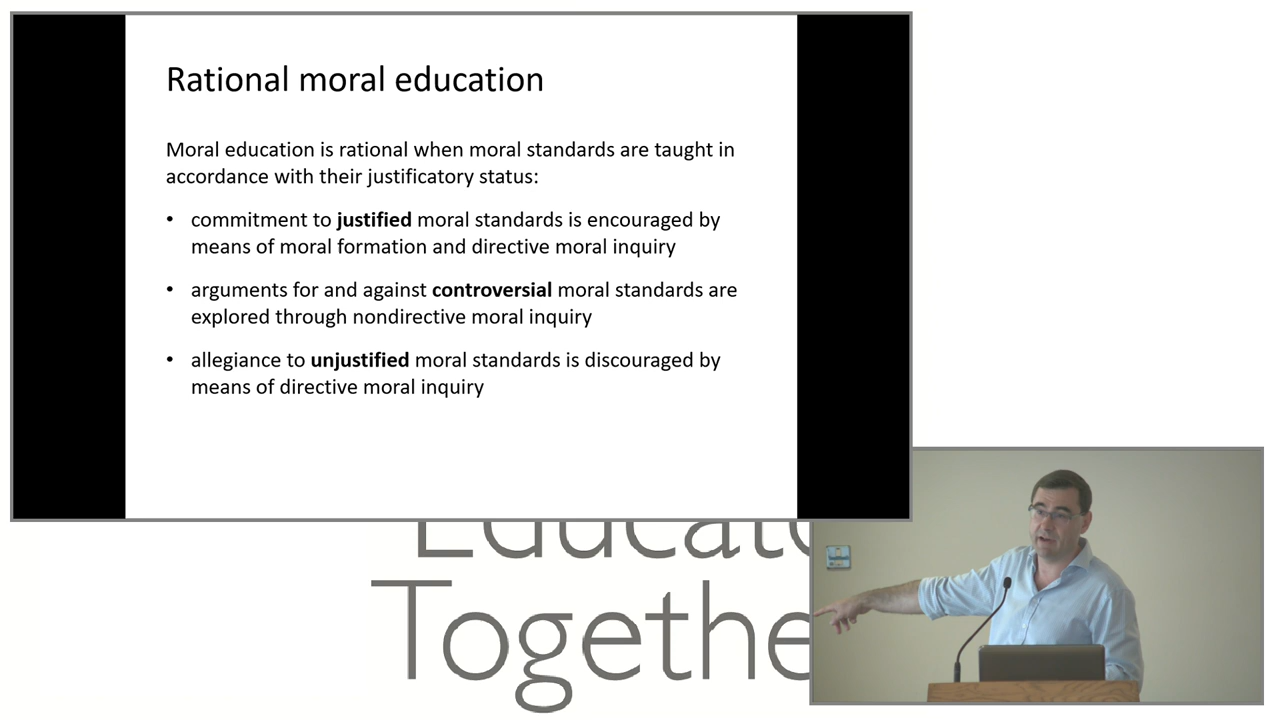 Rational moral education
Moral education is rational when moral standards are taught in
accordance with their justificatory status:
• commitment to justified moral standards is encouraged by
means of moral formation and directive moral inquiry
• arguments for and against controversial moral standards are
explored through nondirective moral inquiry
• allegiance to unjustified moral standards is discouraged by
means of directive moral inquiry
Educat
Togethe